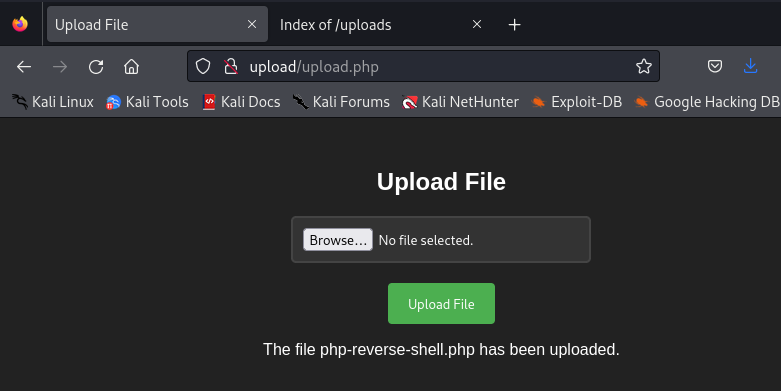 Upload File
Index of /uploads
upload/upload.php
Kali Linux
Kali Tools
Kali Docs
Kali Forums
Kali NetHunter
Exploit-DB
Google Hacking DB
Upload File
Browse... No file selected.
Upload File
The file php-reverse-shell.php has been uploaded.